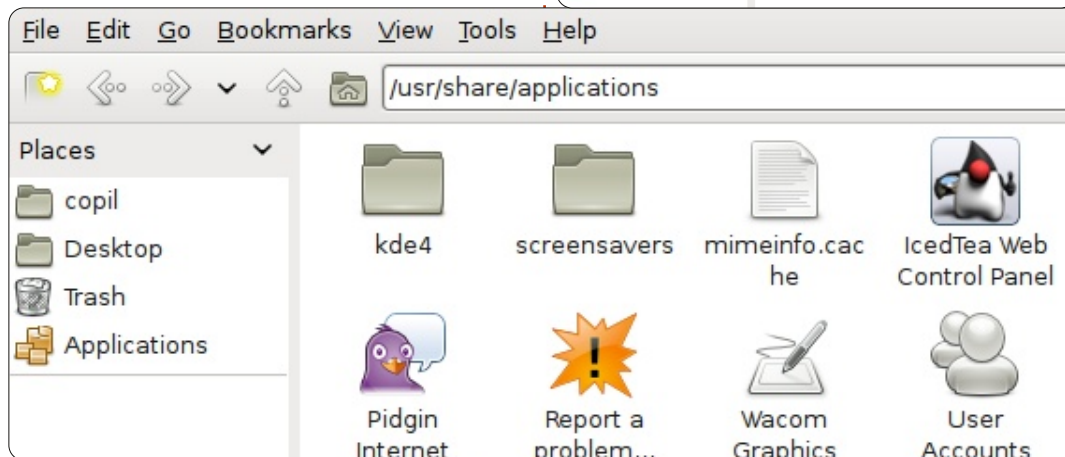 File Edit Go Bookmarks View Tools Help
/usr/share/applications
Places
copil
Desktop
Trash
Applications
kde4
screensavers
mimeinfo.cac
he
IcedTea Web
Control Panel
Pidgin
Internet
Report a
problem...
Wacom
Graphics
User
Accounts